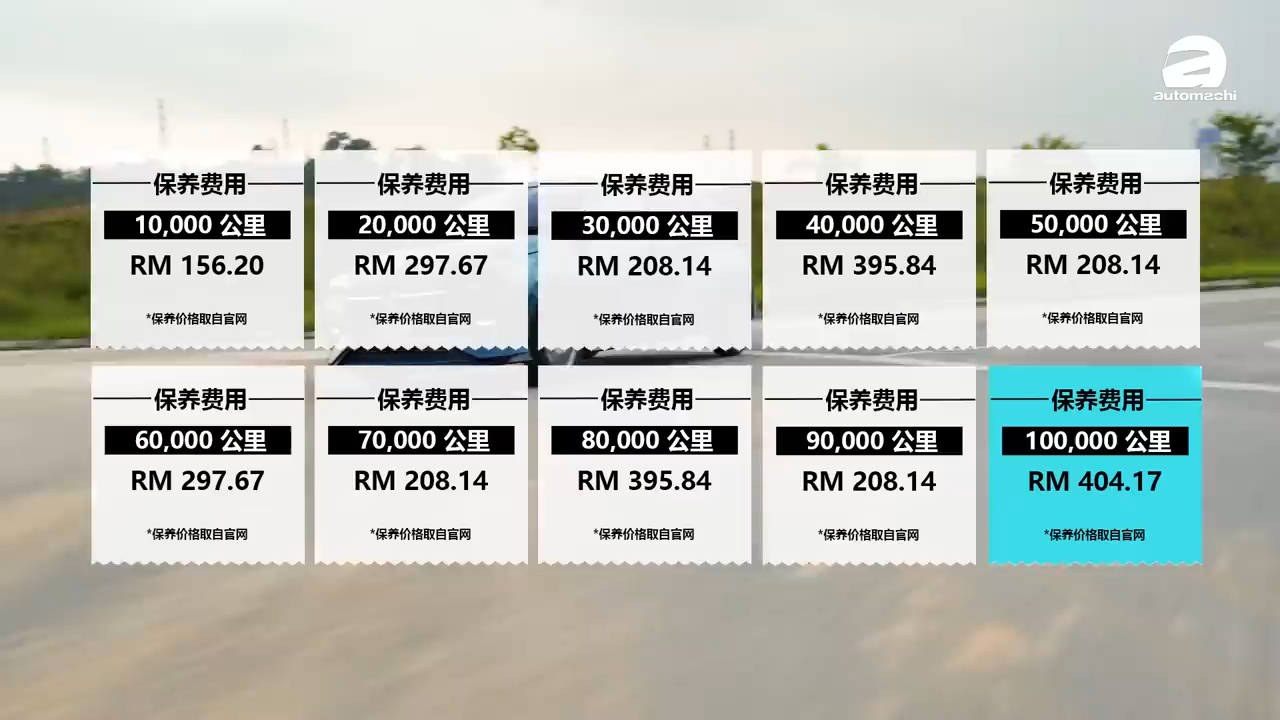 automachi
保养费用
10,000 公里
RM 156.20
*保养价格取自官网
保养费用
20,000 公里
RM 297.67
*保养价格取自官网
保养费用
30,000 公里
RM 208.14
*保养价格取自官网
保养费用
40,000 公里
RM 395.84
*保养价格取自官网
保养费用
50,000 公里
RM 208.14
*保养价格取自官网
保养费用
60,000 公里
RM 297.67
*保养价格取自官网
保养费用
70,000 公里
RM 208.14
*保养价格取自官网
保养费用
80,000 公里
RM 395.84
*保养价格取自官网
保养费用
90,000 公里
RM 208.14
*保养价格取自官网
保养费用
100,000 公里
RM 404.17
*保养价格取自官网